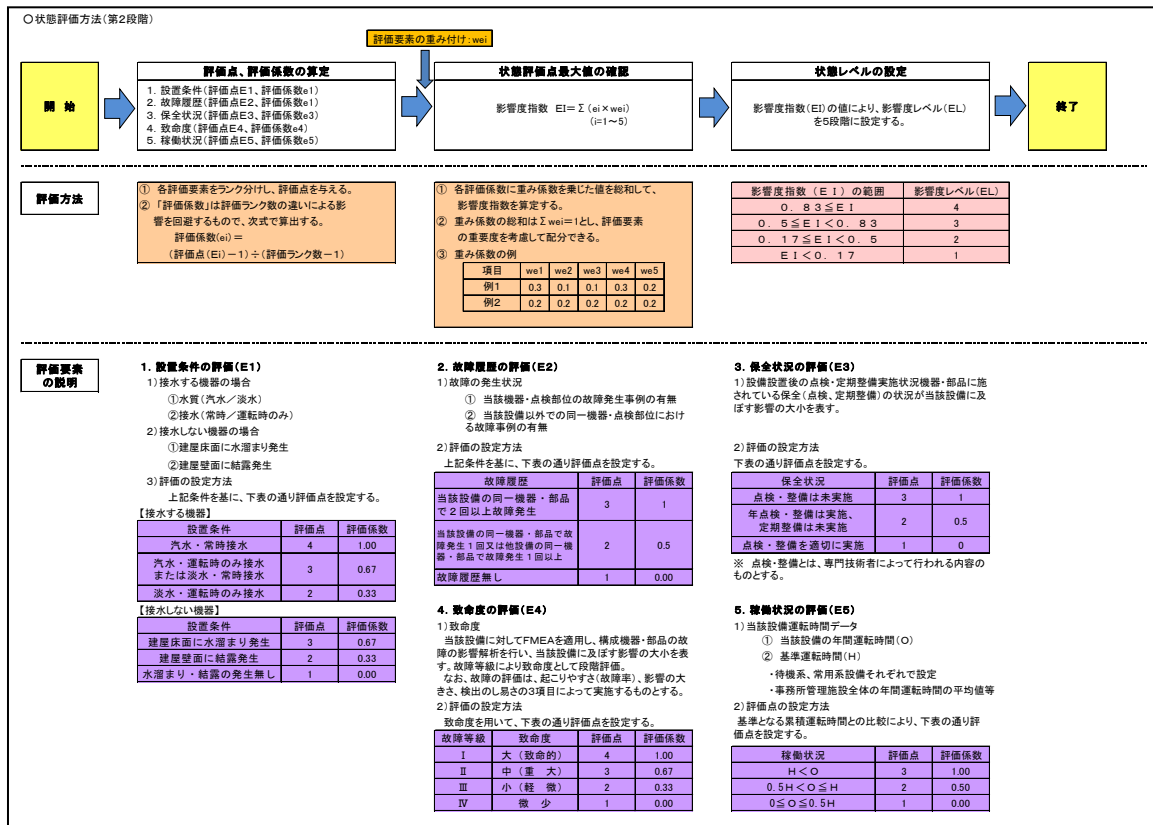 ○状態評価方法(第2段階)
評価要素の重み付け:wei
開 始
評価点、評価係数の算定
1. 設置条件(評価点E1、評価係数e1)
2. 故障履歴(評価点E2、評価係数e1)
3. 保全状況(評価点E3、評価係数e3)
4. 致命度(評価点E4、評価係数e4)
5. 稼働状況(評価点E5、評価係数e5)
状態評価点最大値の確認
影響度指数 EI=Σ(ei×wei)
(i=1~5)
状態レベルの設定
影響度指数(EI)の値により、影響度レベル(EL)
を5段階に設定する。
終了
評価方法
① 各評価要素をランク分けし、評価点を与える。
② 「評価係数」は評価ランク数の違いによる影
響を回避するもので、次式で算出する。
評価係数(ei)=
(評価点(Ei)-1)÷(評価ランク数-1)
① 各評価係数に重み係数を乗じた値を総和して、
影響度指数を算定する。
② 重み係数の総和はΣwei=1とし、評価要素
の重要度を考慮して配分できる。
③ 重み係数の例
項目 we1 we2 we3 we4 we5
例1 0.3 0.1 0.1 0.3 0.2
例2 0.2 0.2 0.2 0.2 0.2
影響度指数(EI)の範囲 影響度レベル(EL)
0.83≦EI 4
0.5≦EI<0.83 3
0.17≦EI<0.5 2
EI<0.17 1
評価要素
の説明
1. 設置条件の評価(E1)
1)接水する機器の場合
①水質(汽水/淡水)
②接水(常時/運転時のみ)
2)接水しない機器の場合
①建屋床面に水溜まり発生
②建屋壁面に結露発生
3)評価の設定方法
上記条件を基に、下表の通り評価点を設定する。
【接水する機器】
設置条件 評価点 評価係数
汽水・常時接水 4 1.00
汽水・運転時のみ接水
または淡水・常時接水 3 0.67
淡水・運転時のみ接水 2 0.33
【接水しない機器】
設置条件 評価点 評価係数
建屋床面に水溜まり発生 3 0.67
建屋壁面に結露発生 2 0.33
水溜まり・結露の発生無し 1 0.00
2. 故障履歴の評価(E2)
1)故障の発生状況
① 当該機器・点検部位の故障発生事例の有無
② 当該設備以外での同一機器・点検部位におけ
る故障事例の有無
2)評価の設定方法
上記条件を基に、下表の通り評価点を設定する。
故障履歴 評価点 評価係数
当該設備の同一機器・部品
で2回以上故障発生 3 1
当該設備の同一機器・部品で故
障発生1回又は他設備の同一機
器・部品で故障発生1回以上 2 0.5
故障履歴無し 1 0.00
4. 致命度の評価(E4)
1)致命度
当該設備に対してFMEAを適用し、構成機器・部品の故
障の影響解析を行い、当該設備に及ぼす影響の大小を表
す。故障等級により致命度として段階評価。
なお、故障の評価は、起こりやすさ(故障率)、影響の大
きさ、検出のし易さの3項目によって実施するものとする。
2)評価の設定方法
致命度を用いて、下表の通り評価点を設定する。
故障等級 致命度 評価点 評価係数
Ⅰ 大(致命的) 4 1.00
Ⅱ 中(重 大) 3 0.67
Ⅲ 小(軽 微) 2 0.33
Ⅳ 微 少 1 0.00
3. 保全状況の評価(E3)
1)設備設置後の点検・定期整備実施状況機器・部品に施
されている保全(点検、定期整備)の状況が当該設備に及
ぼす影響の大小を表す。
2)評価の設定方法
下表の通り評価点を設定する。
保全状況 評価点 評価係数
点検・整備は未実施 3 1
年点検・整備は実施、
定期整備は未実施 2 0.5
点検・整備を適切に実施 1 0
※ 点検・整備とは、専門技術者によって行われる内容の
ものとする。
5. 稼働状況の評価(E5)
1)当該設備運転時間データ
① 当該設備の年間運転時間(O)
② 基準運転時間(H)
・待機系、常用系設備それぞれで設定
・事務所管理施設全体の年間運転時間の平均値等
2)評価点の設定方法
基準となる累積運転時間との比較により、下表の通り評
価点を設定する。
稼働状況 評価点 評価係数
H<O 3 1.00
0.5H<O≦H 2 0.50
0≦O≦0.5H 1 0.00